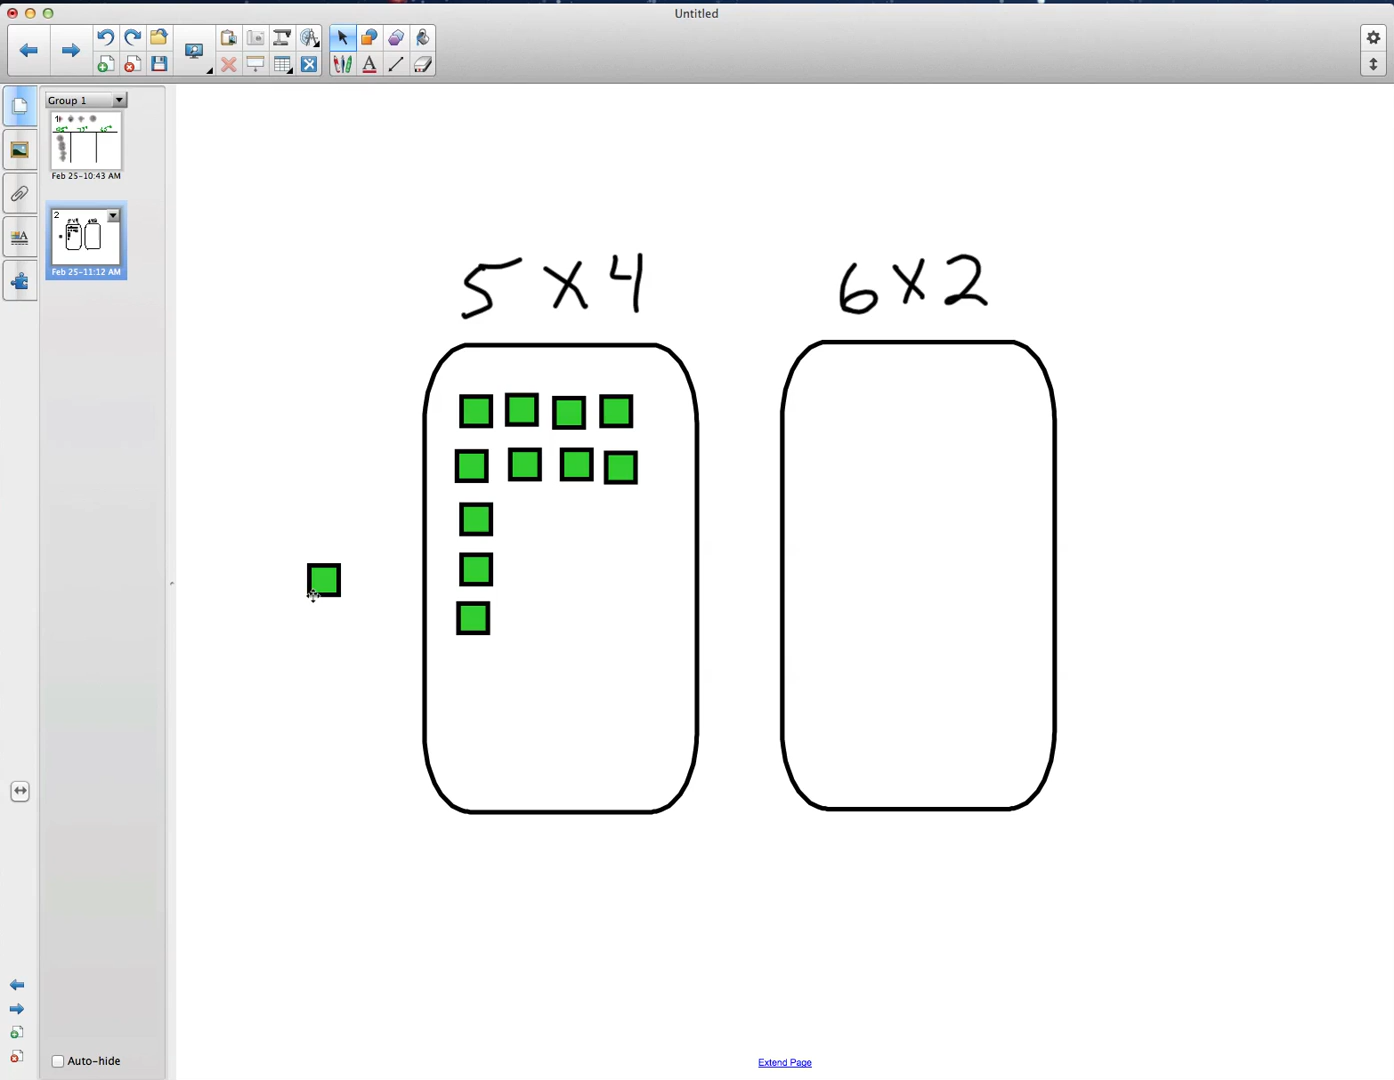 Untitled
Group 1
Feb 25-10:43 AM
2
Feb 25-11:12 AM
5 x 4
6 x 2
Auto-hide
Extend Page